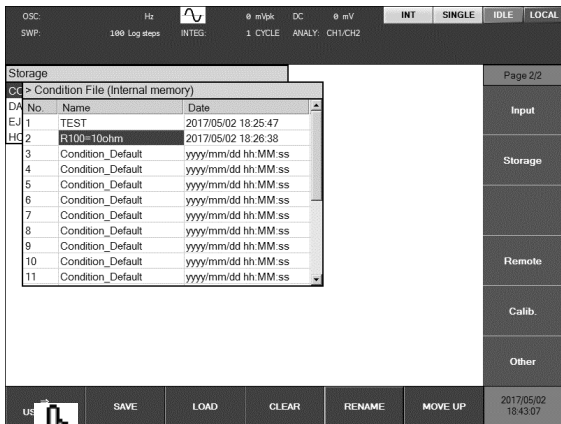 OSC: Hz 0 mVpk DC 0 mV INT SINGLE IDLE LOCAL
SWP: 100 Log steps INTEG: 1 CYCLE ANALY: CH1/CH2
Storage
Page 2/2
> Condition File (Internal memory)
No. Name Date
1 TEST 2017/05/02 18:25:47
2 R100=10ohm 2017/05/02 18:26:38
3 Condition_Default yyyy/mm/dd hh:MM:ss
4 Condition_Default yyyy/mm/dd hh:MM:ss
5 Condition_Default yyyy/mm/dd hh:MM:ss
6 Condition_Default yyyy/mm/dd hh:MM:ss
7 Condition_Default yyyy/mm/dd hh:MM:ss
8 Condition_Default yyyy/mm/dd hh:MM:ss
9 Condition_Default yyyy/mm/dd hh:MM:ss
10 Condition_Default yyyy/mm/dd hh:MM:ss
11 Condition_Default yyyy/mm/dd hh:MM:ss
Input
Storage
Remote
Calib.
Other
SAVE LOAD CLEAR RENAME MOVE UP
2017/05/02
18:43:07